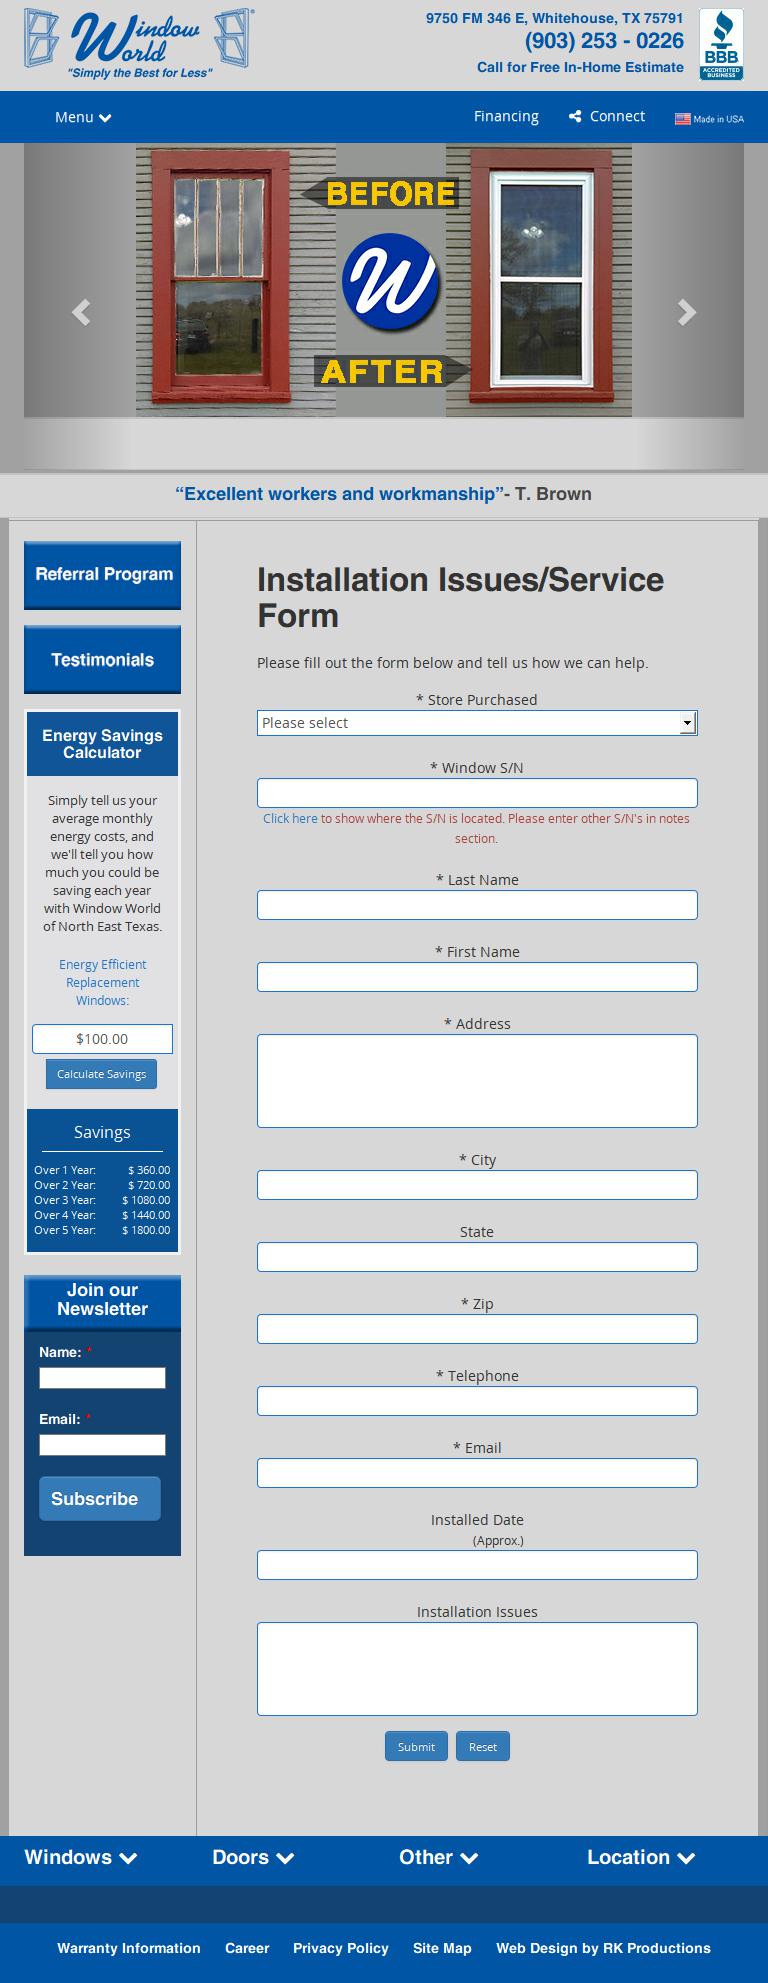 Window
World
®
"Simply the Best for Less"
9750 FM 346 E, Whitehouse, TX 75791
(903) 253 - 0226
Call for Free In-Home Estimate
BBB
ACCREDITED
BUSINESS
Menu
Financing
Connect
Made in USA
BEFORE
W
AFTER
“Excellent workers and workmanship”- T. Brown
Referral Program
Testimonials
Energy Savings
Calculator
Simply tell us your
average monthly
energy costs, and
we'll tell you how
much you could be
saving each year
with Window World
of North East Texas.
Energy Efficient
Replacement
Windows:
$100.00
Calculate Savings
Savings
Over 1 Year: $ 360.00
Over 2 Year: $ 720.00
Over 3 Year: $ 1080.00
Over 4 Year: $ 1440.00
Over 5 Year: $ 1800.00
Join our
Newsletter
Name: *
Email: *
Subscribe
Installation Issues/Service
Form
Please fill out the form below and tell us how we can help.
* Store Purchased
Please select
* Window S/N
Click here to show where the S/N is located. Please enter other S/N's in notes
section.
* Last Name
* First Name
* Address
* City
State
* Zip
* Telephone
* Email
Installed Date
(Approx.)
Installation Issues
Submit
Reset
Windows
Doors
Other
Location
Warranty Information
Career
Privacy Policy
Site Map
Web Design by RK Productions